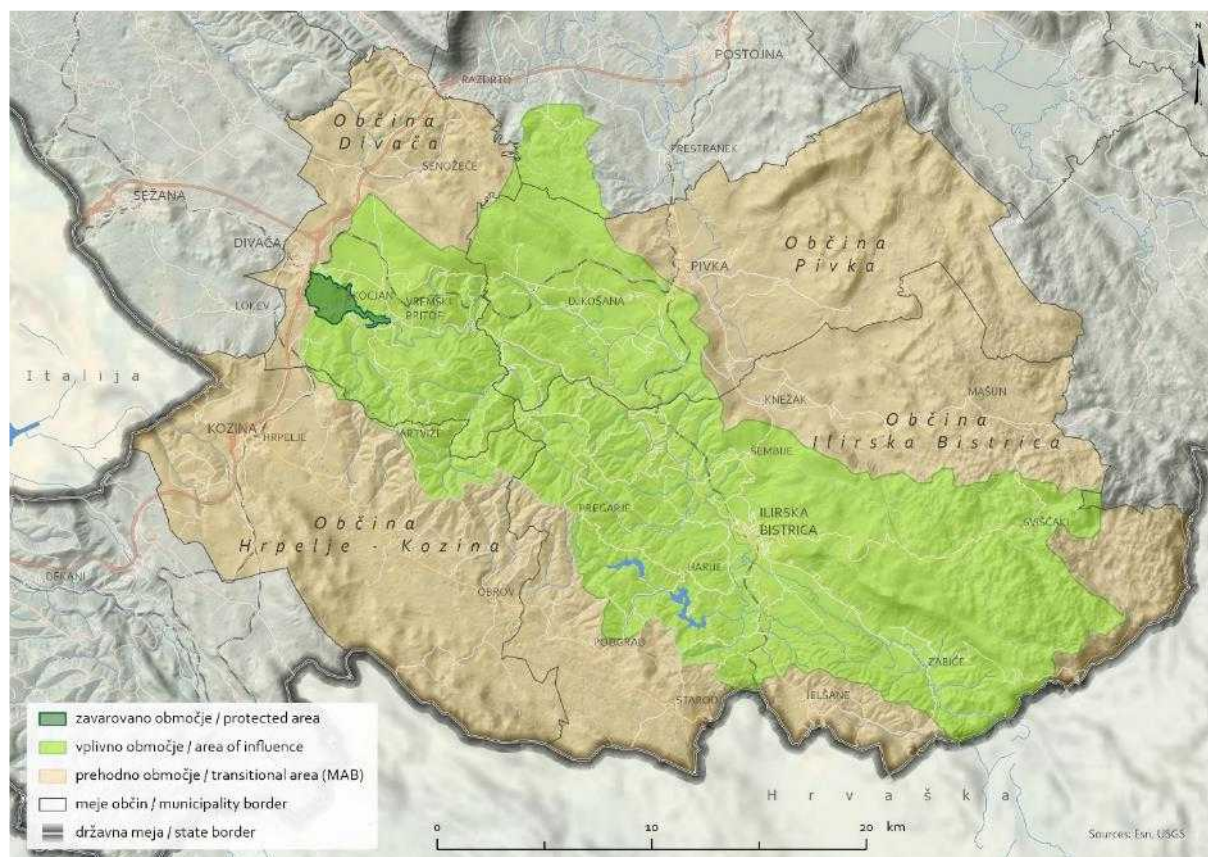 POSTOJNA
N
RAZDRTO
Občina
Divača
SENOŽEČE
PRESTRANEK
SEŽANA
DIVAČA
Občina
Pivka
PIVKA
LOKEV
ŠKOCJAN
VREMSKI
BRITOF
D. KOŠANA
Italija
MAŠUN
KNEŽAK
Občina
Ilirska Bistrica
KOZINA
HRPELJE
ARTVIŽE
ŠEMBIJE
PREGARJE
ILIRSKA
BISTRICA
SVIŠČAKI
Občina
Hrpelje - Kozina
HARIJE
DEKANI
OBROV
PODGRAD
ZABIČE
STAROD
JELŠANE
zavarovano območje / protected area
vplivno območje / area of influence
prehodno območje / transitional area (MAB)
meje občin / municipality border
državna meja / state border
Hrvaška
0 10 20 km
Sources: Esri, USGS